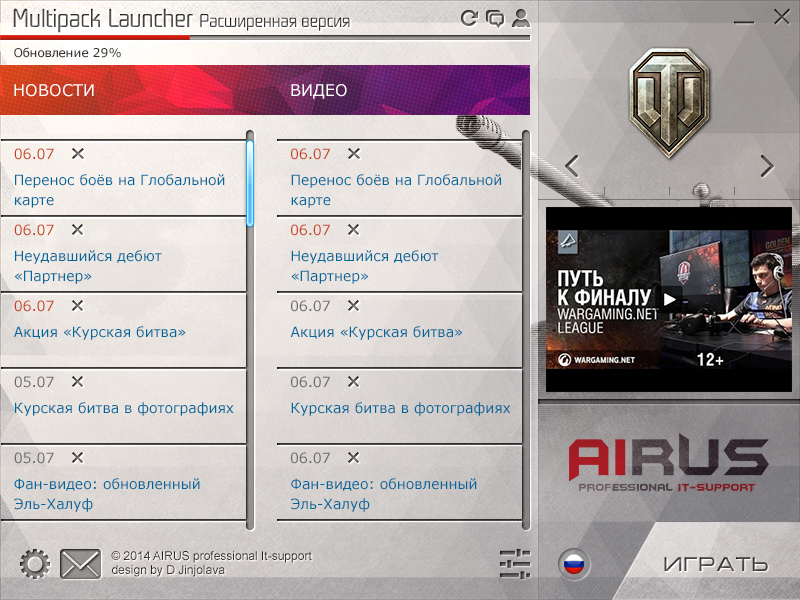 Multipack Launcher Расширенная версия
Обновление 29%
НОВОСТИ
ВИДЕО
06.07
Перенос боёв на Глобальной
карте
06.07
Неудавшийся дебют
«Партнер»
06.07
Акция «Курская битва»
05.07
Курская битва в фотографиях
05.07
Фан-видео: обновленный
Эль-Халуф
06.07
Перенос боёв на Глобальной
карте
06.07
Неудавшийся дебют
«Партнер»
06.07
Акция «Курская битва»
06.07
Курская битва в фотографиях
06.07
Фан-видео: обновленный
Эль-Халуф
ПУТЬ
К ФИНАЛУ
WARGAMING.NET
LEAGUE
WARGAMING.NET
12+
GOLDEN
AIRUS
PROFESSIONAL IT-SUPPORT
© 2014 AIRUS professional It-support
design by D Jinjolava
ИГРАТЬ